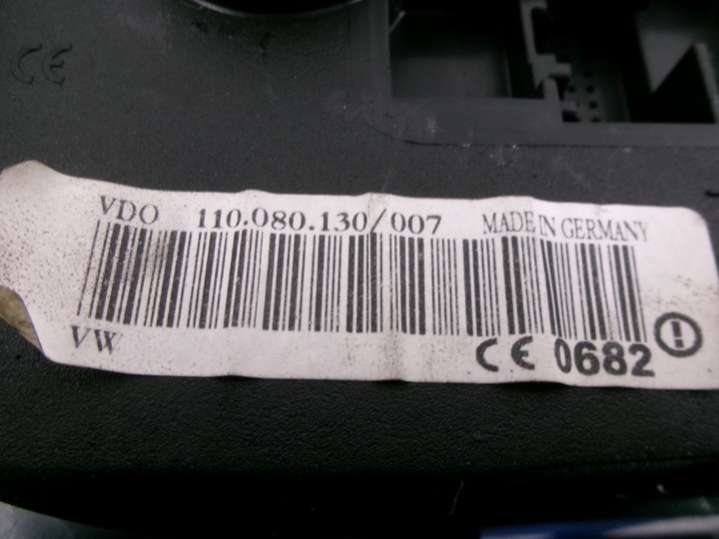 CE
VDO 110.080.130/007 MADE IN GERMANY
VW
CE 0682